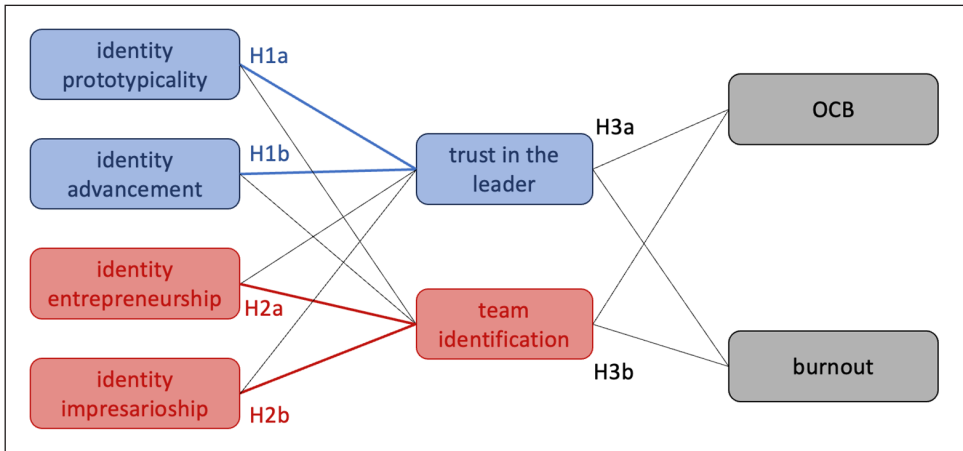 identity
prototypicality
H1a
identity
advancement
H1b
identity
entrepreneurship
H2a
identity
impresarioship
H2b
trust in the
leader
H3a
team
identification
H3b
OCB
burnout